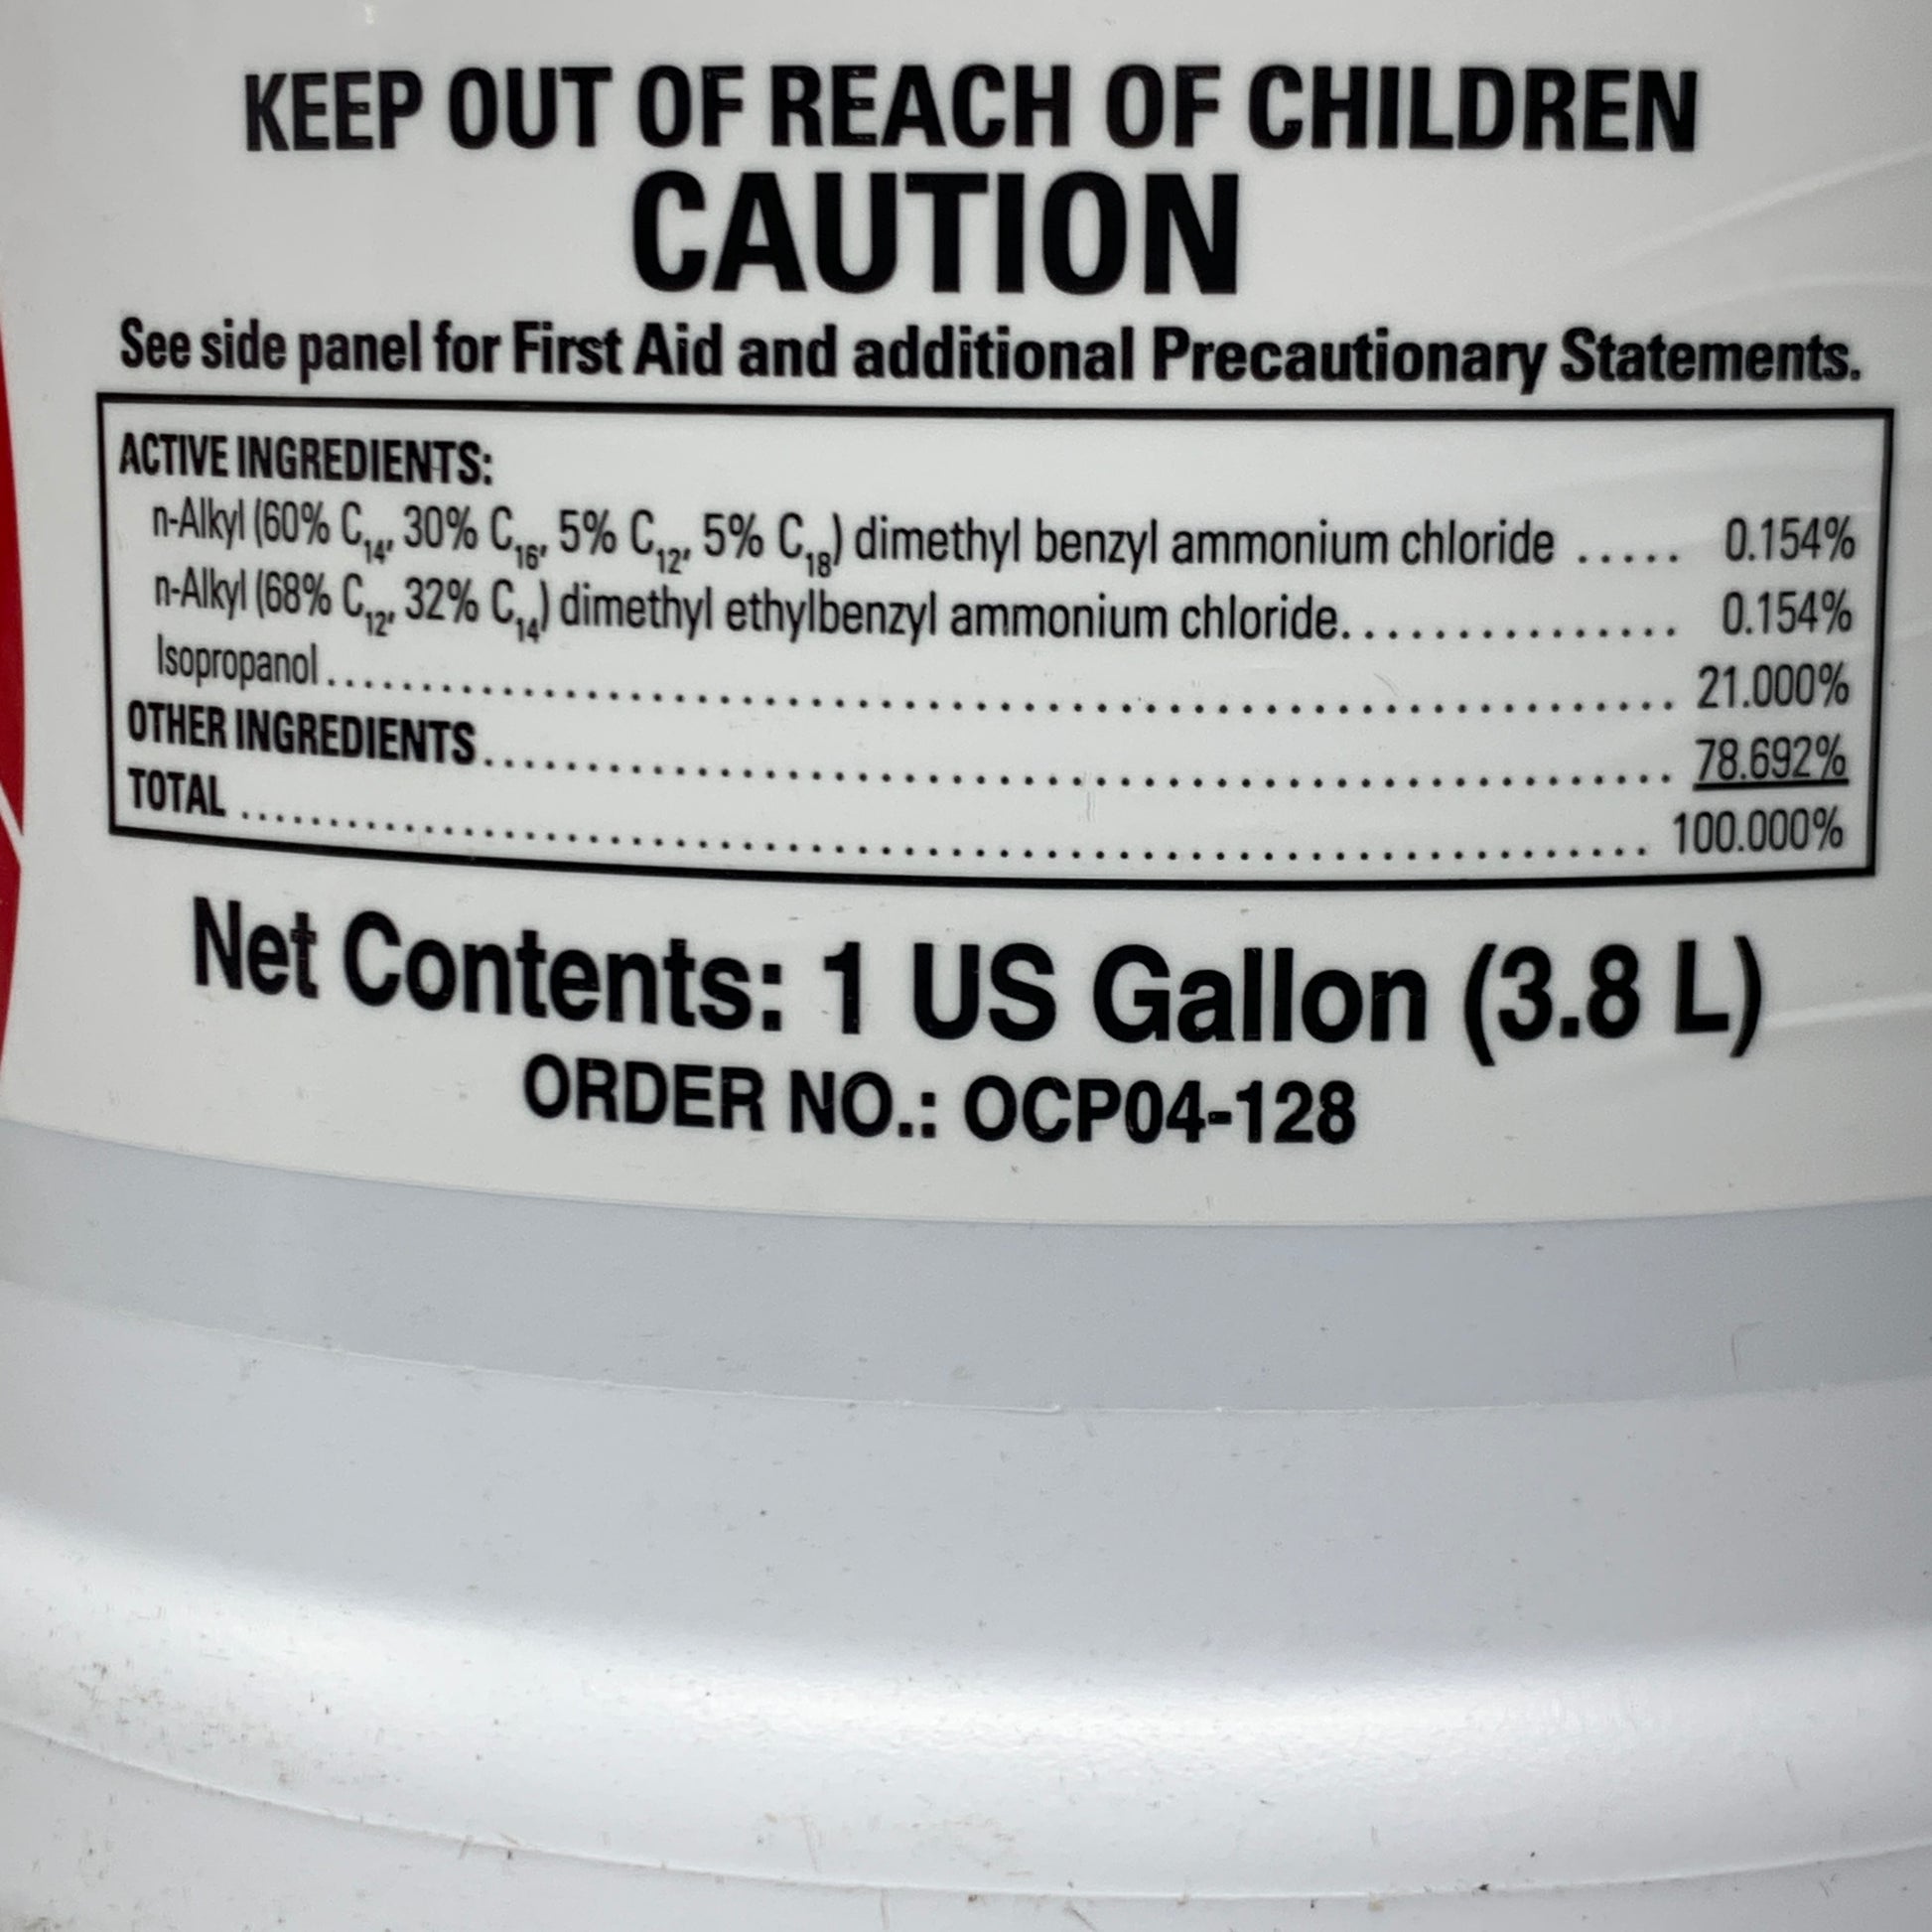 KEEP OUT OF REACH OF CHILDREN
CAUTION
See side panel for First Aid and additional Precautionary Statements.
ACTIVE INGREDIENTS:
n-Alkyl (60% C₁₄, 30% C₁₆, 5% C₁₂, 5% C₁₈) dimethyl benzyl ammonium chloride ..... 0.154%
n-Alkyl (68% C₁₂, 32% C₁₄) dimethyl ethylbenzyl ammonium chloride............... 0.154%
Isopropanol........................................................ 21.000%
OTHER INGREDIENTS.................................................. 78.692%
TOTAL ............................................................ 100.000%
Net Contents: 1 US Gallon (3.8 L)
ORDER NO.: OCP04-128